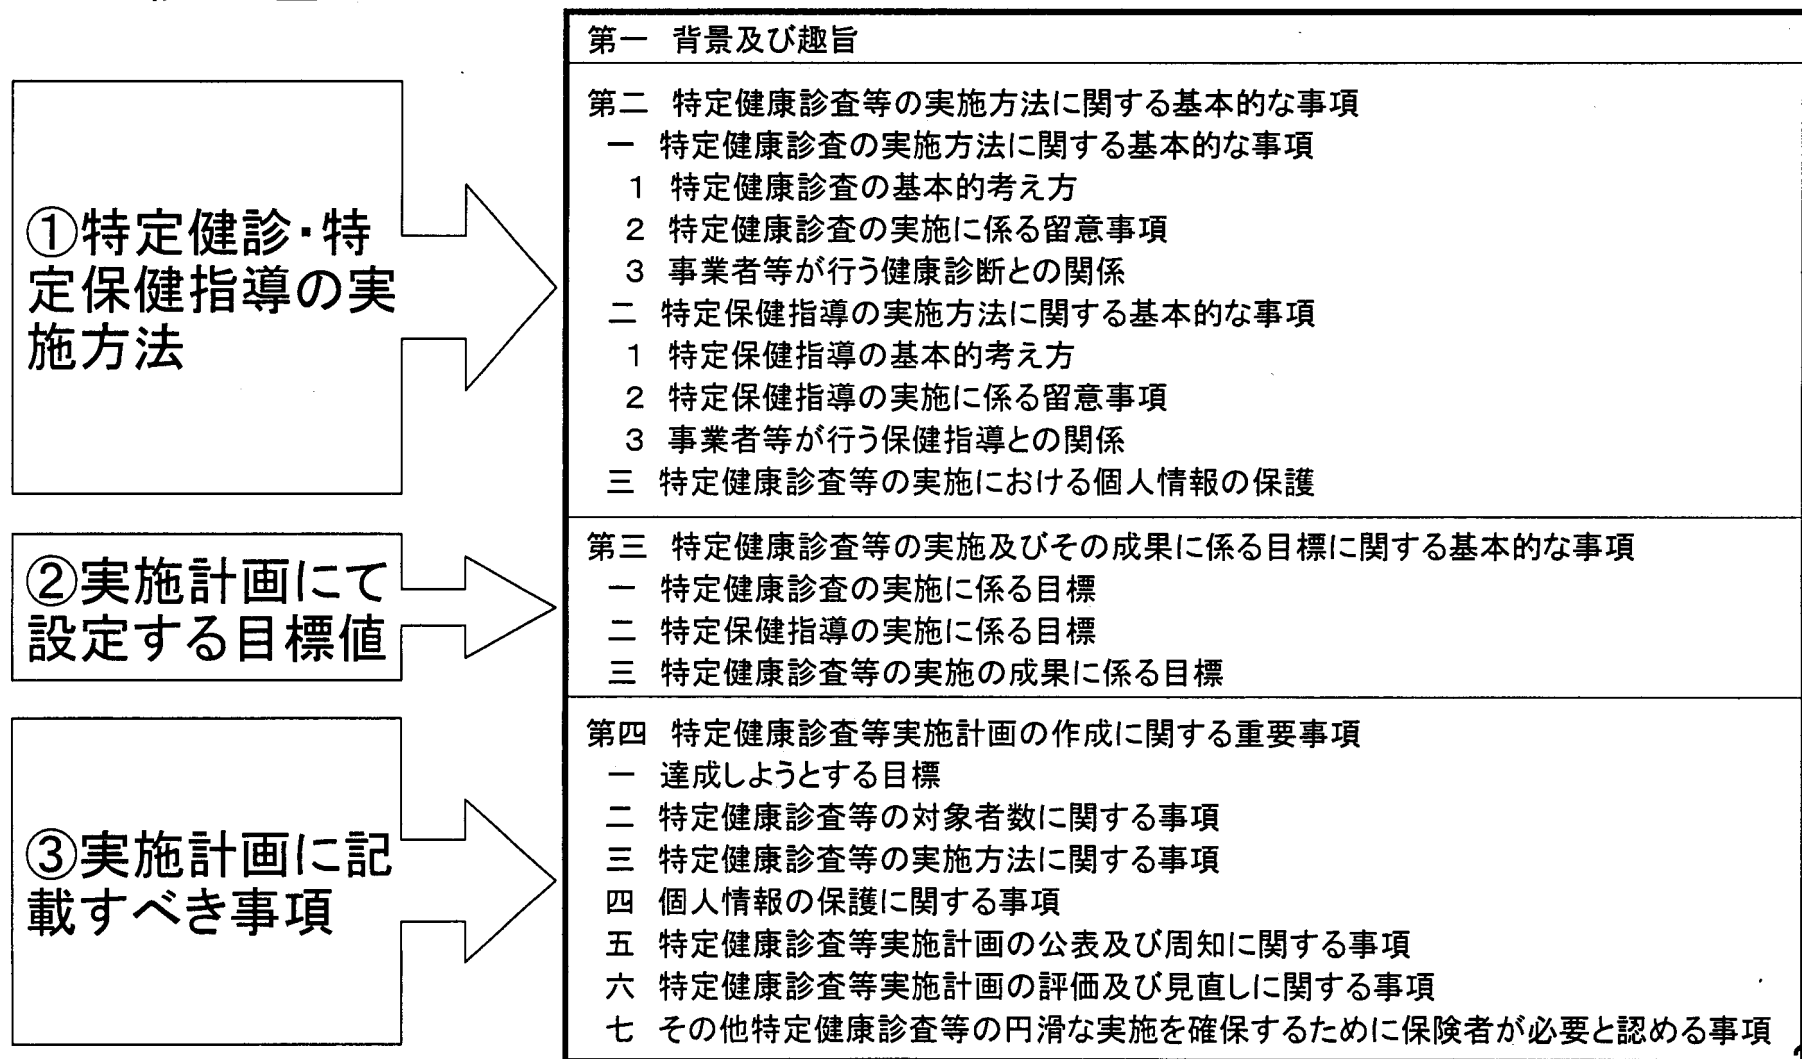 第一 背景及び趣旨
①特定健診・特
定保健指導の実
施方法
第二 特定健康診査等の実施方法に関する基本的な事項
一 特定健康診査の実施方法に関する基本的な事項
1 特定健康診査の基本的考え方
2 特定健康診査の実施に係る留意事項
3 事業者等が行う健康診断との関係
二 特定保健指導の実施方法に関する基本的な事項
1 特定保健指導の基本的考え方
2 特定保健指導の実施に係る留意事項
3 事業者等が行う保健指導との関係
三 特定健康診査等の実施における個人情報の保護
②実施計画にて
設定する目標値
第三 特定健康診査等の実施及びその成果に係る目標に関する基本的な事項
一 特定健康診査の実施に係る目標
二 特定保健指導の実施に係る目標
三 特定健康診査等の実施の成果に係る目標
③実施計画に記
載すべき事項
第四 特定健康診査等実施計画の作成に関する重要事項
一 達成しようとする目標
二 特定健康診査等の対象者数に関する事項
三 特定健康診査等の実施方法に関する事項
四 個人情報の保護に関する事項
五 特定健康診査等実施計画の公表及び周知に関する事項
六 特定健康診査等実施計画の評価及び見直しに関する事項
七 その他特定健康診査等の円滑な実施を確保するために保険者が必要と認める事項